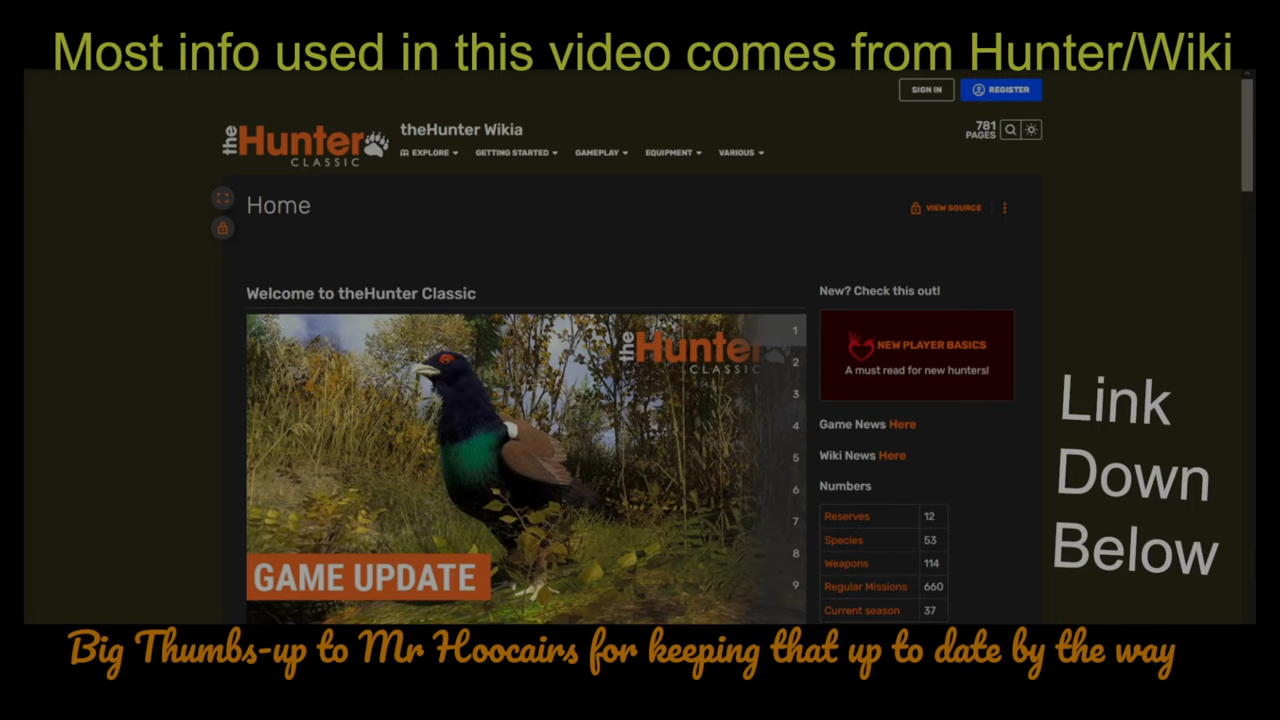 Most info used in this video comes from Hunter/Wiki
SIGN IN
REGISTER
theHunter
CLASSIC
theHunter Wikia
781
PAGES
EXPLORE
GETTING STARTED
GAMEPLAY
EQUIPMENT
VARIOUS
Home
VIEW SOURCE
Welcome to theHunter Classic
theHunter
CLASSIC
1
2
3
4
5
6
7
8
9
GAME UPDATE
New? Check this out!
NEW PLAYER BASICS
A must read for new hunters!
Game News Here
Wiki News Here
Numbers
Reserves 12
Species 53
Weapons 114
Regular Missions 660
Current season 37
Link
Down
Below
Big Thumbs-up to Mr Hoocairs for keeping that up to date by the way